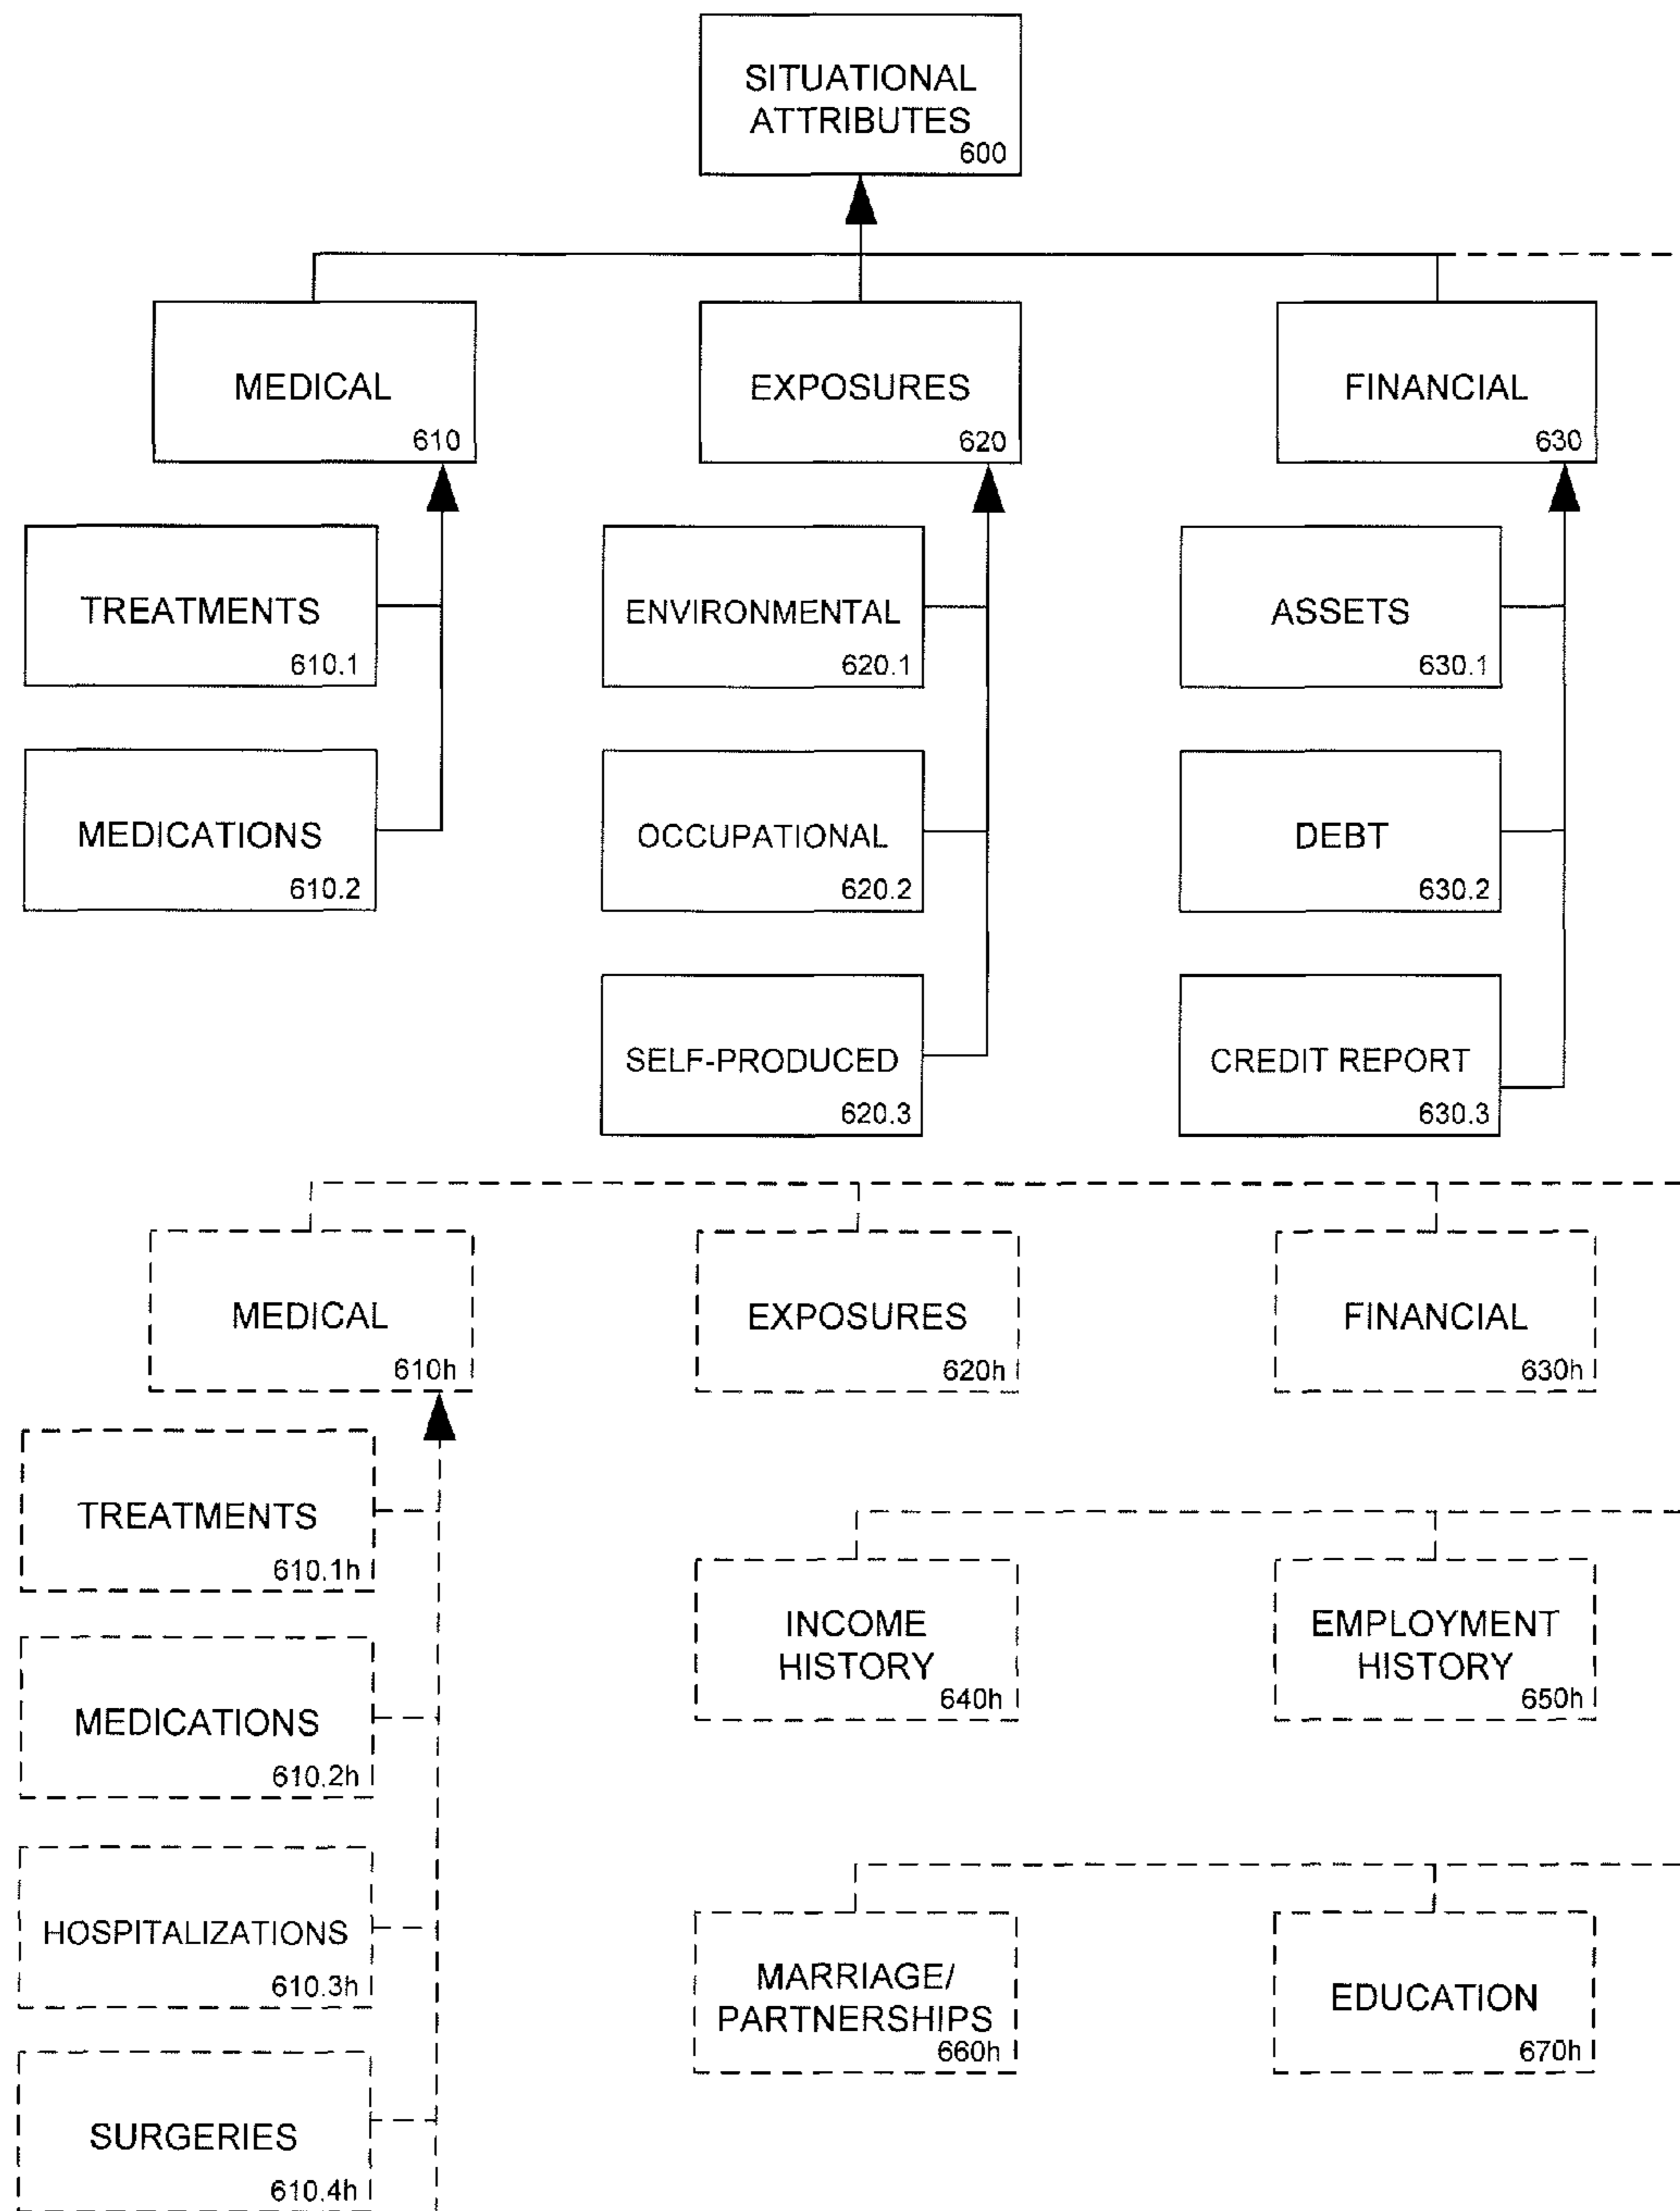 SITUATIONAL
ATTRIBUTES
600
MEDICAL
610
EXPOSURES
620
FINANCIAL
630
TREATMENTS
610.1
ENVIRONMENTAL
620.1
ASSETS
630.1
MEDICATIONS
610.2
OCCUPATIONAL
620.2
DEBT
630.2
SELF-PRODUCED
620.3
CREDIT REPORT
630.3
MEDICAL
610h
EXPOSURES
620h
FINANCIAL
630h
TREATMENTS
610.1h
INCOME
HISTORY
640h
EMPLOYMENT
HISTORY
650h
MEDICATIONS
610.2h
HOSPITALIZATIONS
610.3h
MARRIAGE/
PARTNERSHIPS
660h
EDUCATION
670h
SURGERIES
610.4h